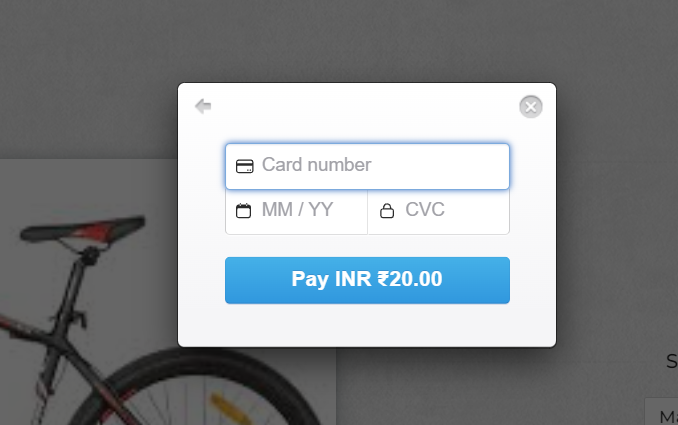 Card number
MM / YY
CVC
Pay INR ₹20.00